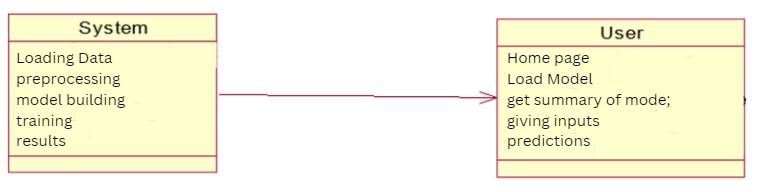 System
Loading Data
preprocessing
model building
training
results
User
Home page
Load Model
get summary of mode;
giving inputs
predictions